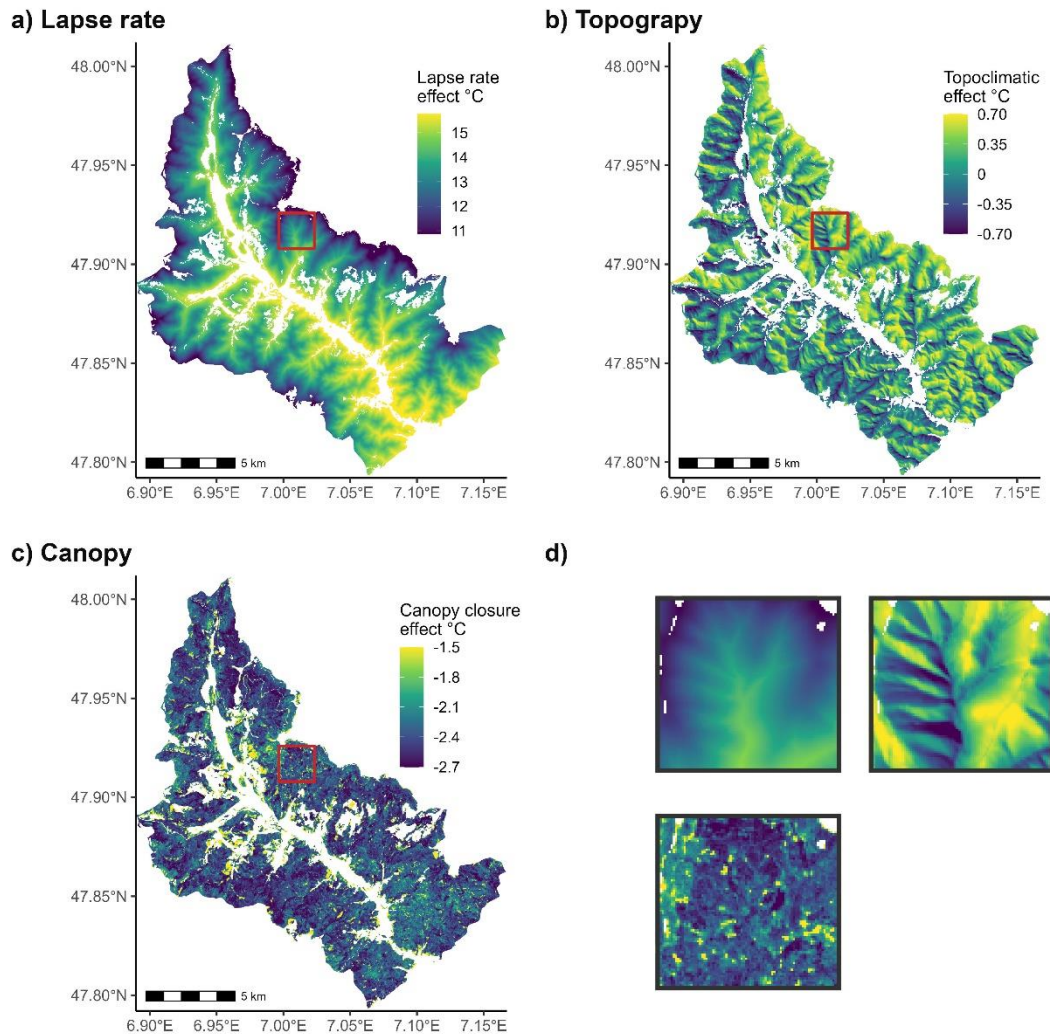 a) Lapse rate
48.00°N
47.95°N
47.90°N
47.85°N
47.80°N
Lapse rate
effect °C
15
14
13
12
11
5 km
6.90°E 6.95°E 7.00°E 7.05°E 7.10°E 7.15°E
b) Topograpy
48.00°N
47.95°N
47.90°N
47.85°N
47.80°N
Topoclimatic
effect °C
0.70
0.35
0
-0.35
-0.70
5 km
6.90°E 6.95°E 7.00°E 7.05°E 7.10°E 7.15°E
c) Canopy
48.00°N
47.95°N
47.90°N
47.85°N
47.80°N
Canopy closure
effect °C
-1.5
-1.8
-2.1
-2.4
-2.7
5 km
6.90°E 6.95°E 7.00°E 7.05°E 7.10°E 7.15°E
d)